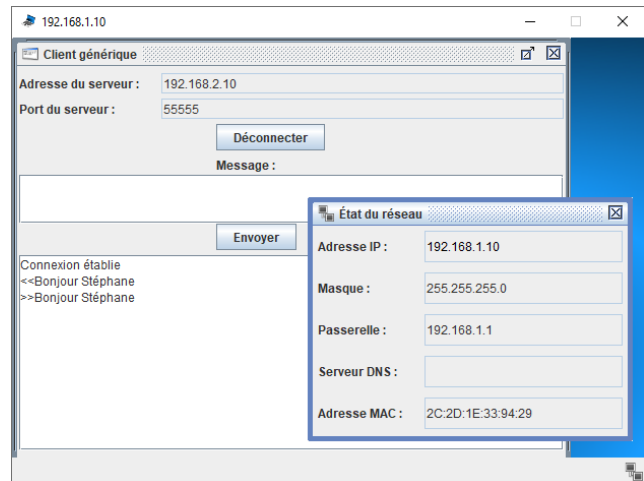 192.168.1.10
Client générique
Adresse du serveur : 192.168.2.10
Port du serveur : 55555
Déconnecter
Message :
Envoyer
Connexion établie
<<Bonjour Stéphane
>>Bonjour Stéphane
État du réseau
Adresse IP : 192.168.1.10
Masque : 255.255.255.0
Passerelle : 192.168.1.1
Serveur DNS :
Adresse MAC : 2C:2D:1E:33:94:29